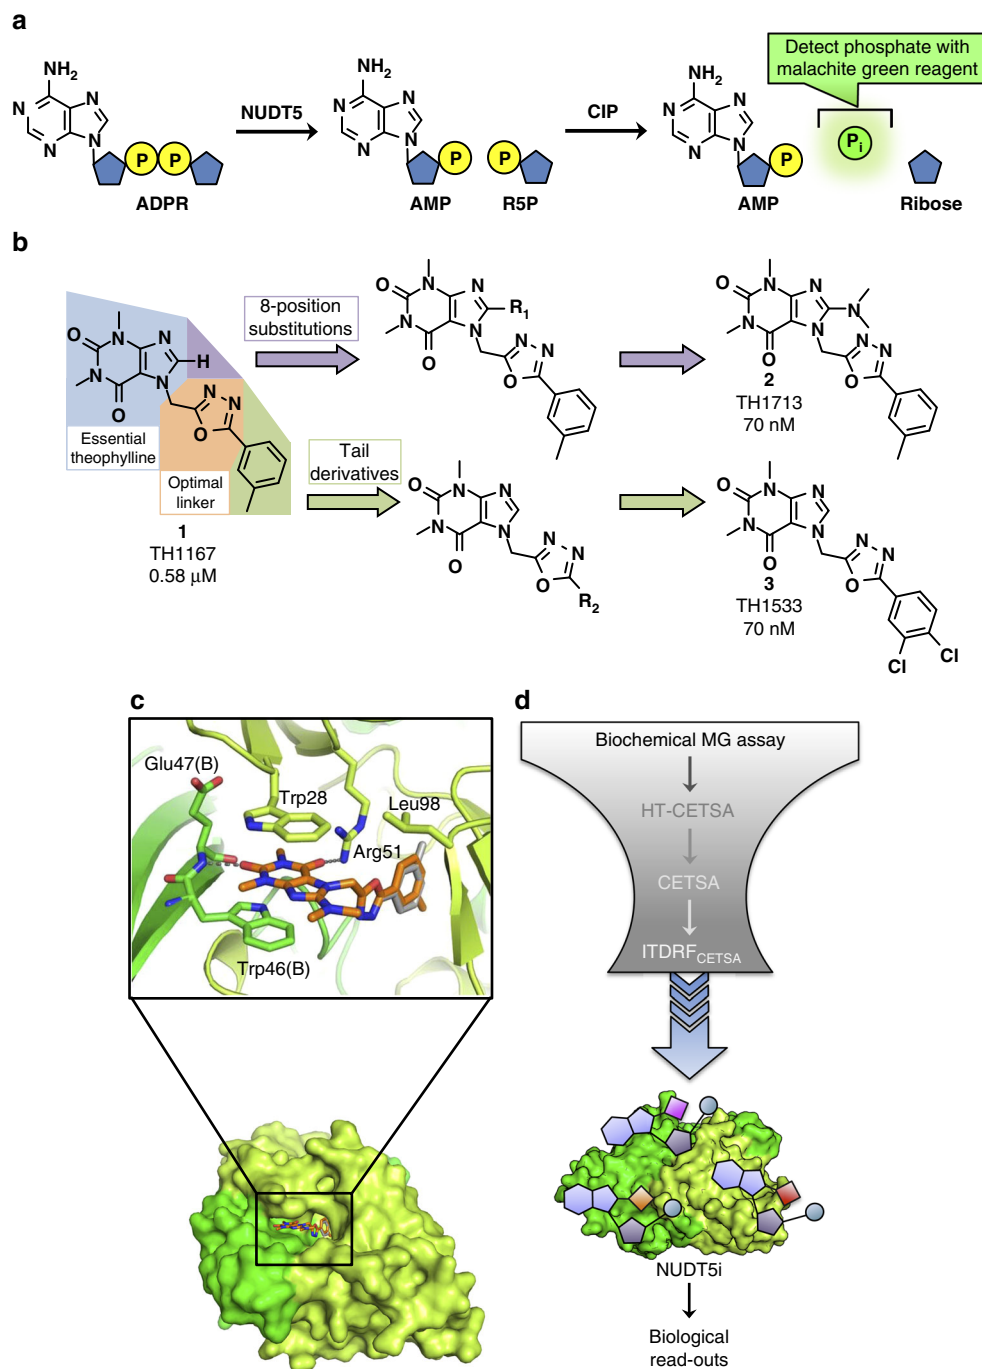 a
Detect phosphate with
malachite green reagent
NH2
N
N
N
N
P
P
ADPR
NUDT5
NH2
N
N
N
N
P
AMP
P
R5P
CIP
NH2
N
N
N
N
P
AMP
Pi
Ribose
b
O
N
N
N
N
O
H
N
N
O
Essential
theophylline
Optimal
linker
1
TH1167
0.58 μM
8-position
substitutions
O
N
N
N
N
O
R1
N
N
O
O
N
N
N
N
O
N
N
N
O
2
TH1713
70 nM
Tail
derivatives
O
N
N
N
N
O
N
N
O
R2
O
N
N
N
N
O
N
N
O
Cl
Cl
3
TH1533
70 nM
c
Glu47(B)
Trp28
Leu98
Arg51
Trp46(B)
d
Biochemical MG assay
HT-CETSA
CETSA
ITDRFCETSA
NUDT5i
Biological
read-outs